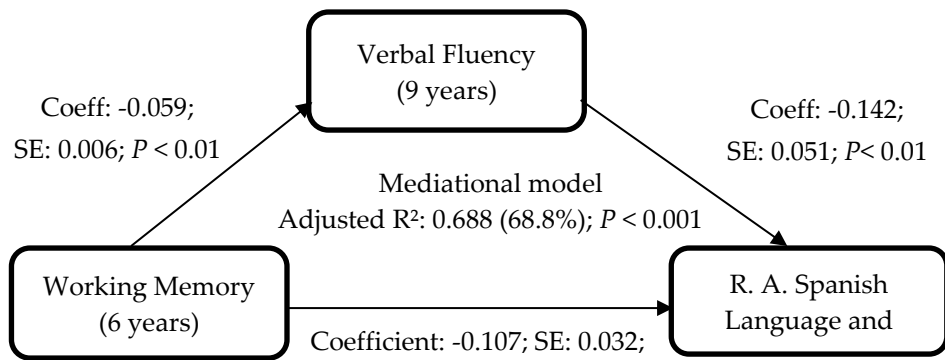 Verbal Fluency
(9 years)
Coeff: -0.059;
SE: 0.006; P < 0.01
Coeff: -0.142;
SE: 0.051; P< 0.01
Mediational model
Adjusted R²: 0.688 (68.8%); P < 0.001
Working Memory
(6 years)
R. A. Spanish
Language and
Coefficient: -0.107; SE: 0.032;